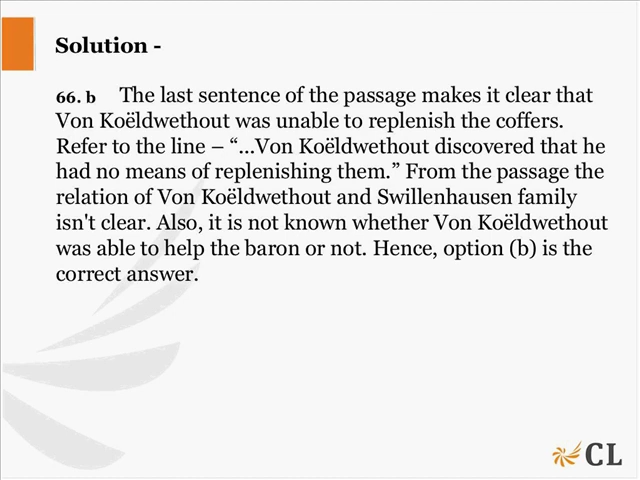 Solution -
66. b The last sentence of the passage makes it clear that
Von Koëldwethout was unable to replenish the coffers.
Refer to the line – “...Von Koëldwethout discovered that he
had no means of replenishing them.” From the passage the
relation of Von Koëldwethout and Swillenhausen family
isn't clear. Also, it is not known whether Von Koëldwethout
was able to help the baron or not. Hence, option (b) is the
correct answer.
CL